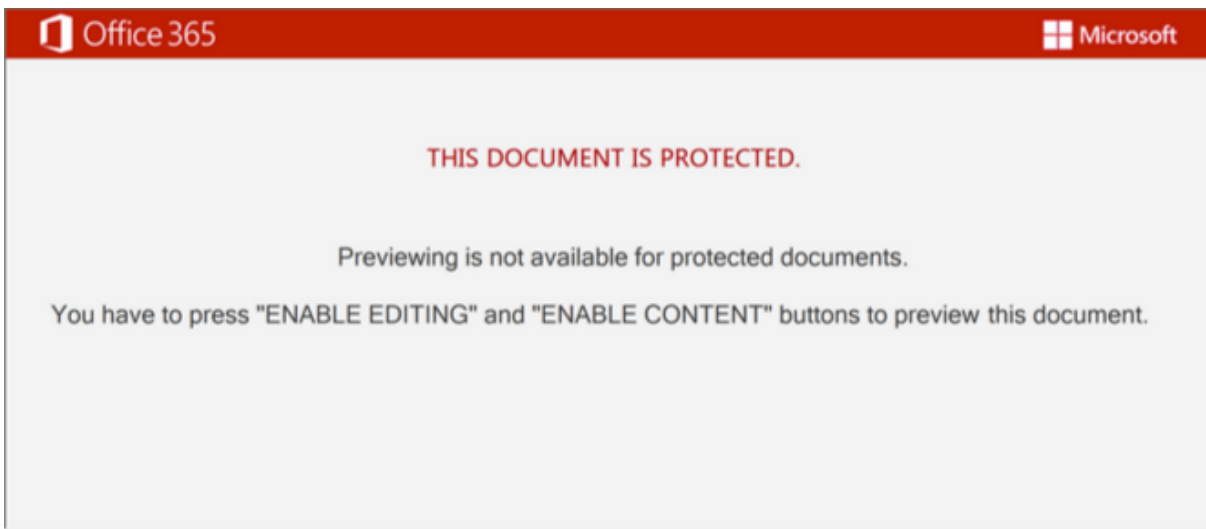 Office 365
Microsoft
THIS DOCUMENT IS PROTECTED.
Previewing is not available for protected documents.
You have to press "ENABLE EDITING" and "ENABLE CONTENT" buttons to preview this document.